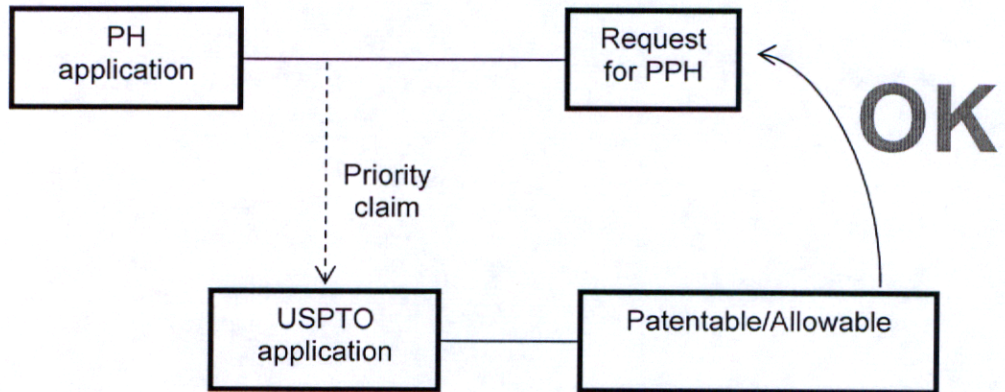 PH
application
Request
for PPH
OK
Priority
claim
USPTO
application
Patentable/Allowable